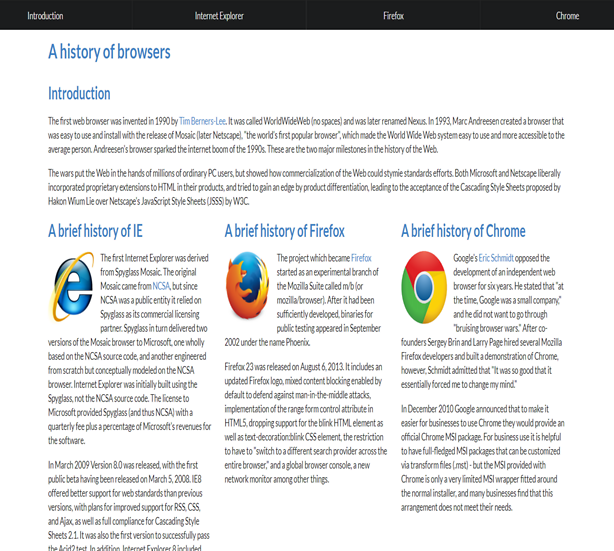 Introduction
Internet Explorer
Firefox
Chrome
A history of browsers
Introduction
The first web browser was invented in 1990 by Tim Berners-Lee. It was called WorldWideWeb (no spaces) and was later renamed Nexus. In 1993, Marc Andreesen created a browser that
was easy to use and install with the release of Mosaic (later Netscape), "the world's first popular browser", which made the World Wide Web system easy to use and more accessible to the
average person. Andreesen's browser sparked the internet boom of the 1990s. These are the two major milestones in the history of the Web.
The wars put the Web in the hands of millions of ordinary PC users, but showed how commercialization of the Web could stymie standards efforts. Both Microsoft and Netscape liberally
incorporated proprietary extensions to HTML in their products, and tried to gain an edge by product differentiation, leading to the acceptance of the Cascading Style Sheets proposed by
Hakon Wium Lie over Netscape's JavaScript Style Sheets (JSSS) by W3C.
A brief history of IE
The first Internet Explorer was derived
from Spyglass Mosaic. The original
Mosaic came from NCSA, but since
NCSA was a public entity it relied on
Spyglass as its commercial licensing
partner. Spyglass in turn delivered two
versions of the Mosaic browser to Microsoft, one wholly
based on the NCSA source code, and another engineered
from scratch but conceptually modeled on the NCSA
browser. Internet Explorer was initially built using the
Spyglass, not the NCSA source code. The license to
Microsoft provided Spyglass (and thus NCSA) with a
quarterly fee plus a percentage of Microsoft's revenues for
the software.
In March 2009 Version 8.0 was released, with the first
public beta having been released on March 5, 2008. IE8
offered better support for web standards than previous
versions, with plans for improved support for RSS, CSS,
and Ajax, as well as full compliance for Cascading Style
Sheets 2.1. It was also the first version to successfully pass
the Acid2 test. In addition, Internet Explorer 8 included
A brief history of Firefox
The project which became Firefox
started as an experimental branch of
the Mozilla Suite called m/b (or
mozilla/browser). After it had been
sufficiently developed, binaries for
public testing appeared in September
2002 under the name Phoenix.
Firefox 23 was released on August 6, 2013. It includes an
updated Firefox logo, mixed content blocking enabled by
default to defend against man-in-the-middle attacks,
implementation of the range form control attribute in
HTML5, dropping support for the blink HTML element as
well as text-decoration:blink CSS element, the restriction
to have to "switch to a different search provider across the
entire browser," and a global browser console, a new
network monitor among other things.
A brief history of Chrome
Google's Eric Schmidt opposed the
development of an independent web
browser for six years. He stated that "at
the time, Google was a small company,"
and he did not want to go through
"bruising browser wars." After co-
founders Sergey Brin and Larry Page hired several Mozilla
Firefox developers and built a demonstration of Chrome,
however, Schmidt admitted that "It was so good that it
essentially forced me to change my mind."
In December 2010 Google announced that to make it
easier for businesses to use Chrome they would provide an
official Chrome MSI package. For business use it is helpful
to have full-fledged MSI packages that can be customized
via transform files (.mst) - but the MSI provided with
Chrome is only a very limited MSI wrapper fitted around
the normal installer, and many businesses find that this
arrangement does not meet their needs.